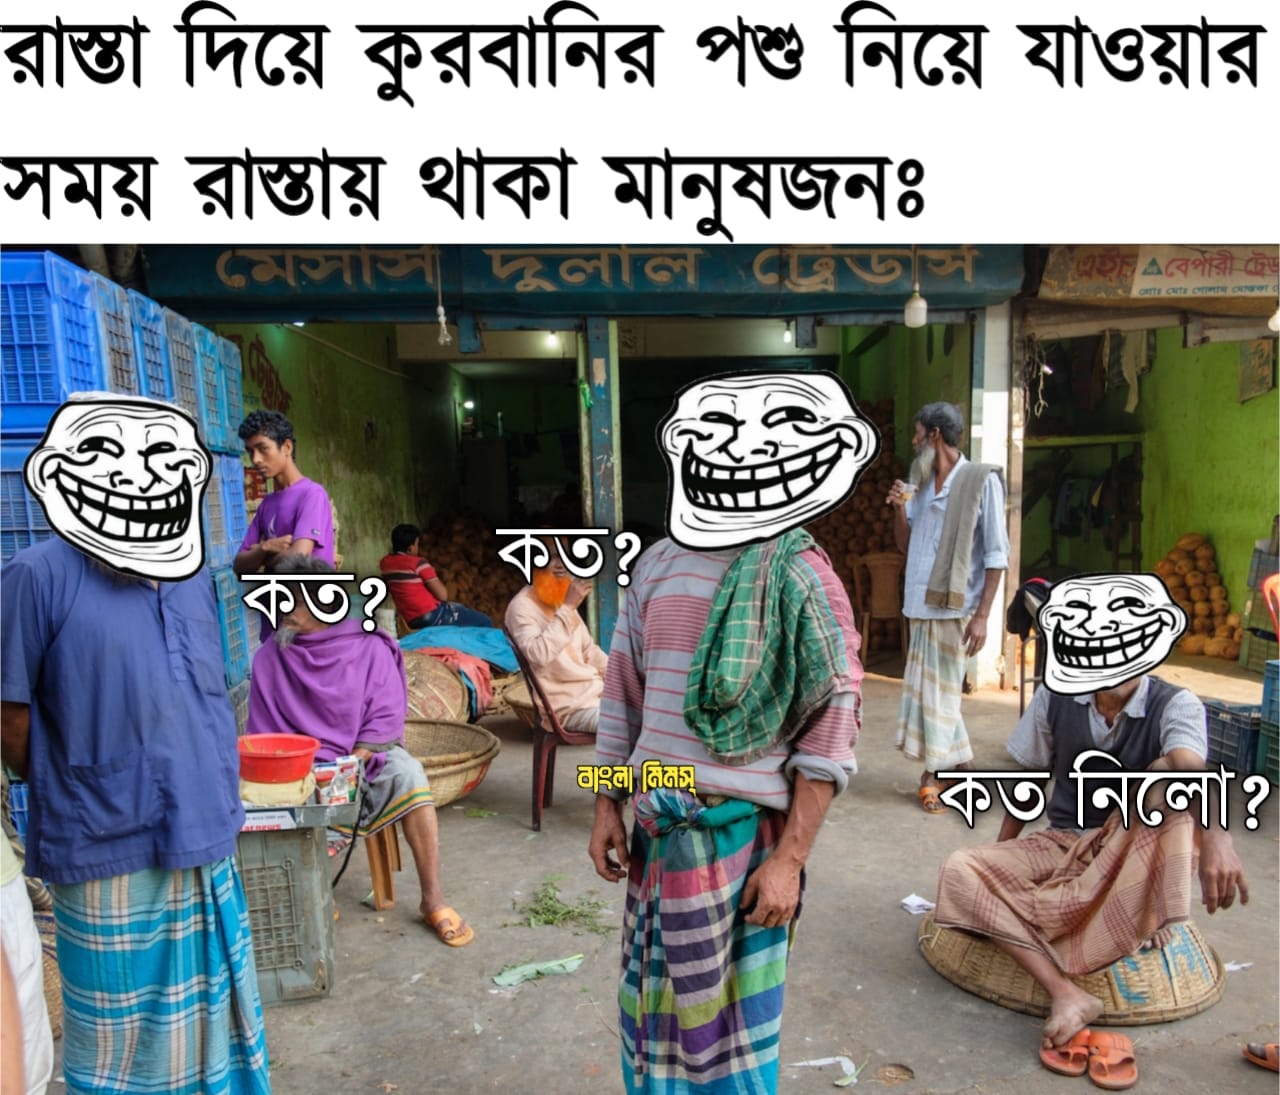 রাস্তা দিয়ে কুরবানির পশু নিয়ে যাওয়ার
সময় রাস্তায় থাকা মানুষজনঃ
মেসার্স দুলাল ট্রেডার্স
বেপারী
কত?
কত?
বাংলা মিমস্
কত নিলো?